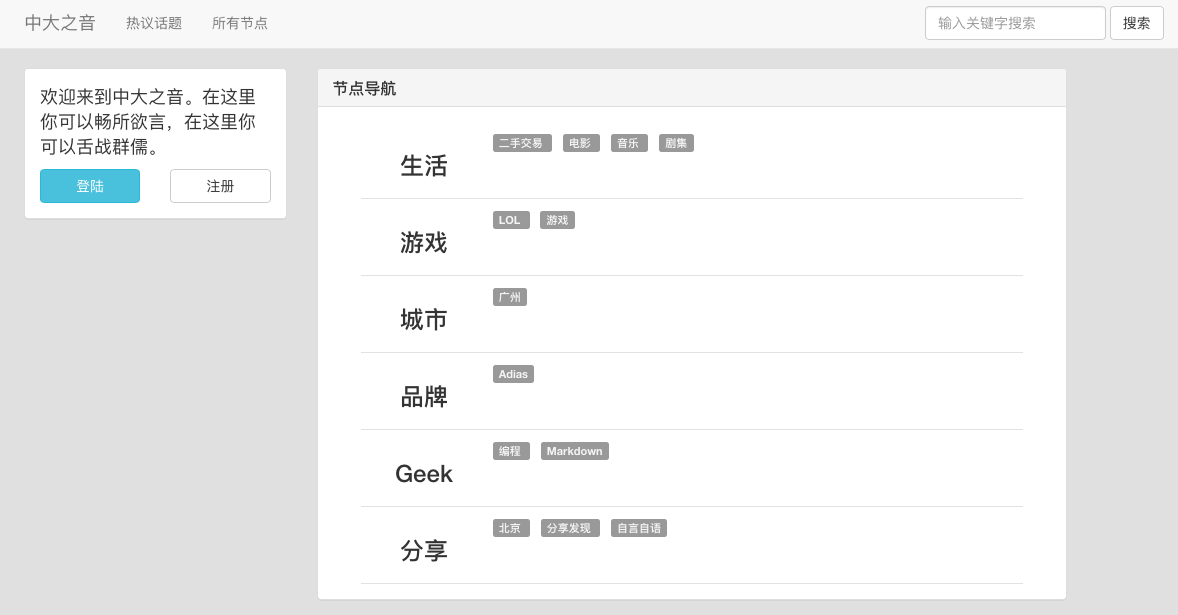 中大之音 热议话题 所有节点 输入关键字搜索 搜索
欢迎来到中大之音。在这里
你可以畅所欲言，在这里你
可以舌战群儒。
登陆 注册
节点导航
生活 二手交易 电影 音乐 剧集
游戏 LOL 游戏
城市 广州
品牌 Adias
Geek 编程 Markdown
分享 北京 分享发现 自言自语